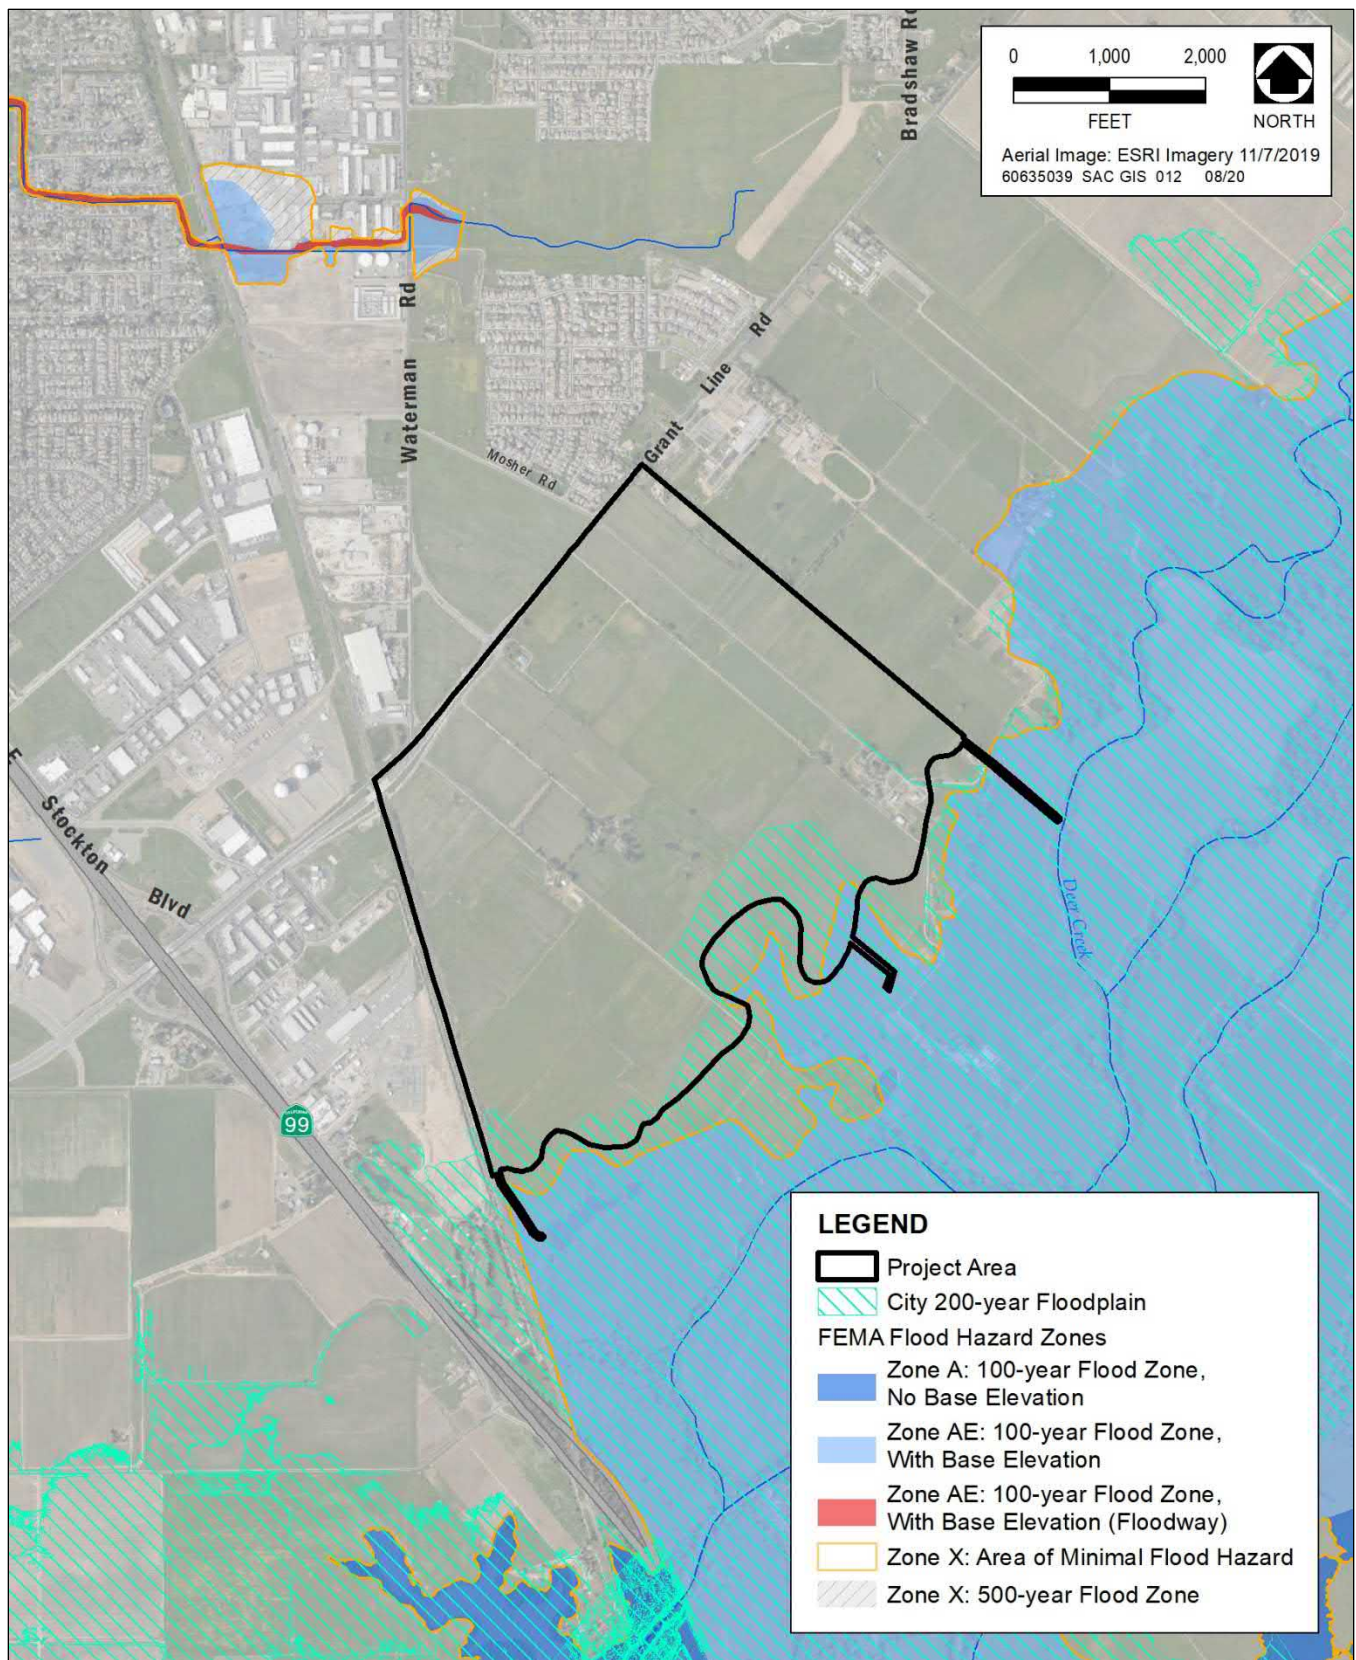 Bradshaw Rd
0 1,000 2,000
FEET
NORTH
Aerial Image: ESRI Imagery 11/7/2019
60635039 SAC GIS 012 08/20
Waterman Rd
Grant Line Rd
Mosher Rd
E Stockton Blvd
Deer Creek
CALIFORNIA
99
LEGEND
Project Area
City 200-year Floodplain
FEMA Flood Hazard Zones
Zone A: 100-year Flood Zone,
No Base Elevation
Zone AE: 100-year Flood Zone,
With Base Elevation
Zone AE: 100-year Flood Zone,
With Base Elevation (Floodway)
Zone X: Area of Minimal Flood Hazard
Zone X: 500-year Flood Zone